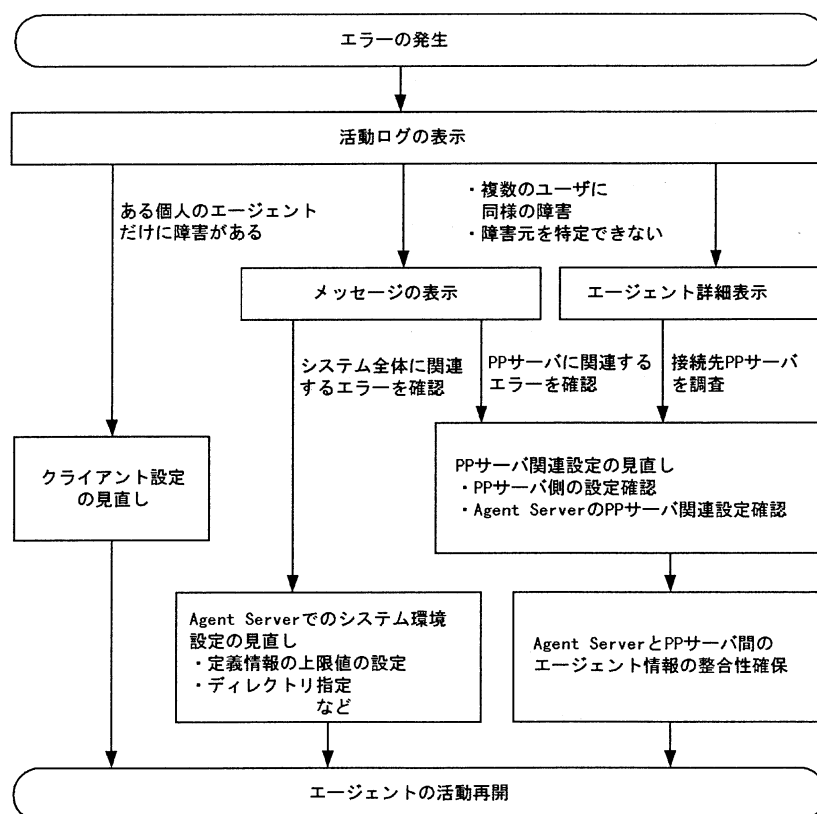 エラーの発生
活動ログの表示
ある個人のエージェント
だけに障害がある
・複数のユーザに
同様の障害
・障害元を特定できない
メッセージの表示
エージェント詳細表示
システム全体に関連
するエラーを確認
PPサーバに関連する
エラーを確認
接続先PPサーバ
を調査
クライアント設定
の見直し
PPサーバ関連設定の見直し
・PPサーバ側の設定確認
・Agent ServerのPPサーバ関連設定確認
Agent Serverでのシステム環境
設定の見直し
・定義情報の上限値の設定
・ディレクトリ指定
など
Agent ServerとPPサーバ間の
エージェント情報の整合性確保
エージェントの活動再開